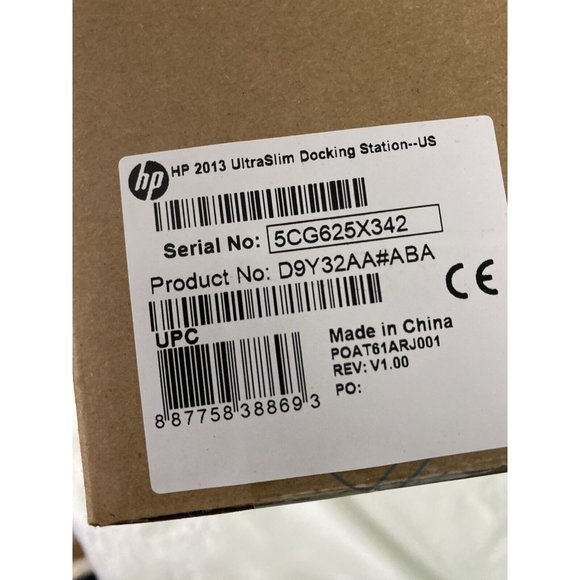 hp HP 2013 UltraSlim Docking Station--US
Serial No: 5CG625X342
Product No: D9Y32AA#ABA
CE
UPC
8 87758 38869 3
Made in China
POAT61ARJ001
REV: V1.00
PO: